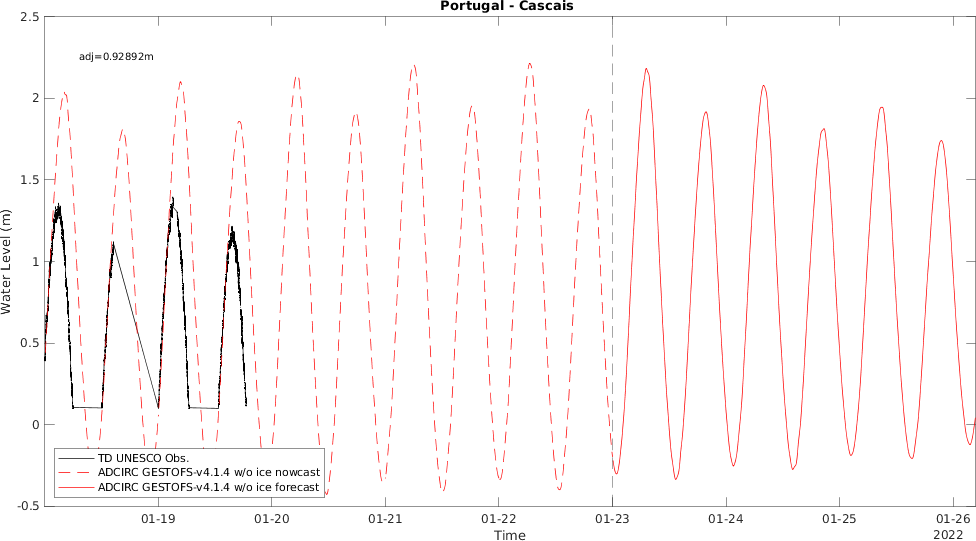 Portugal - Cascais
2.5
adj=0.92892m
2
1.5
1
0.5
0
-0.5
Water Level (m)
TD UNESCO Obs.
ADCIRC GESTOFS-v4.1.4 w/o ice nowcast
ADCIRC GESTOFS-v4.1.4 w/o ice forecast
01-19 01-20 01-21 01-22 01-23 01-24 01-25 01-26
Time 2022